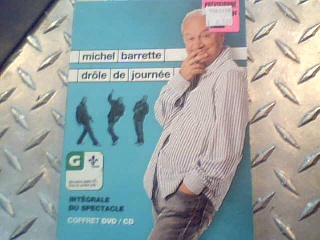 michel barrette
drôle de journée
G
INTÉGRALE
DU SPECTACLE
COFFRET DVD / CD